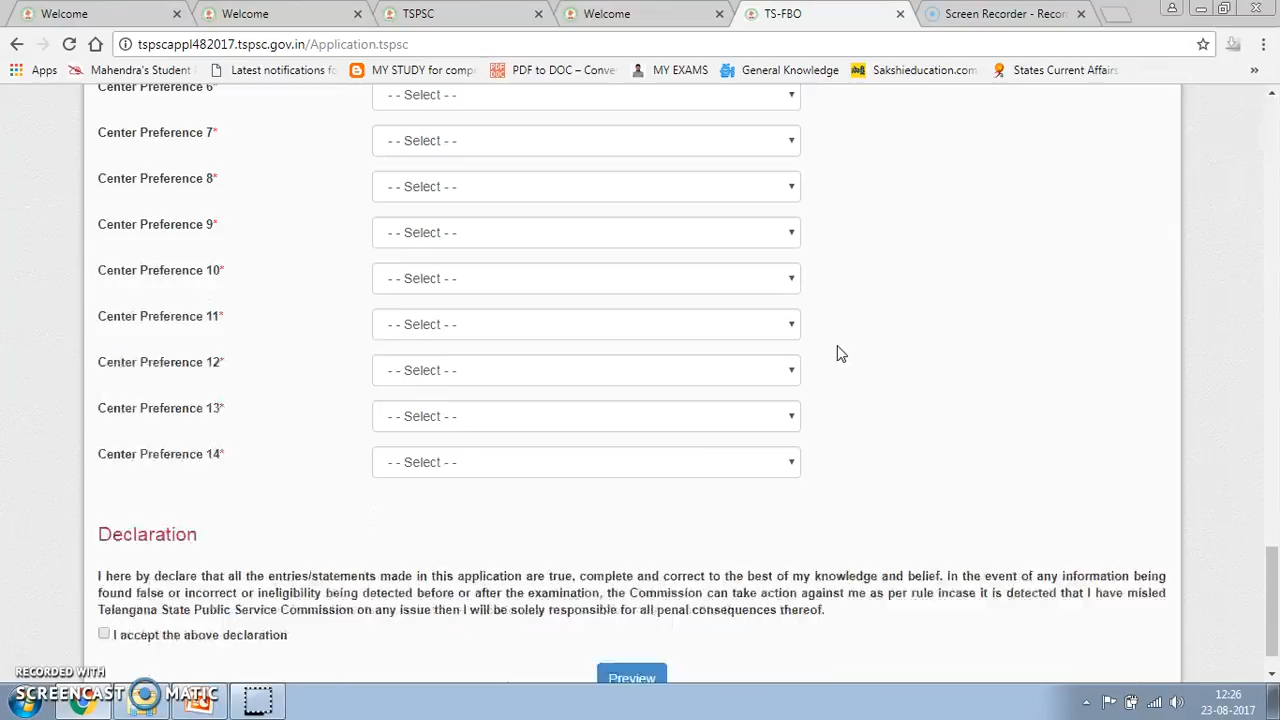 Welcome
Welcome
TSPSC
Welcome
TS-FBO
Screen Recorder - Recor
tspscappl482017.tspsc.gov.in/Application.tspsc
Apps
Mahendra's Student
Latest notifications fo
MY STUDY for comp
PDF to DOC – Conve
MY EXAMS
General Knowledge
Sakshieducation.com
States Current Affairs
»
Center Preference 6*
- - Select - -
Center Preference 7*
- - Select - -
Center Preference 8*
- - Select - -
Center Preference 9*
- - Select - -
Center Preference 10*
- - Select - -
Center Preference 11*
- - Select - -
Center Preference 12*
- - Select - -
Center Preference 13*
- - Select - -
Center Preference 14*
- - Select - -
Declaration
I here by declare that all the entries/statements made in this application are true, complete and correct to the best of my knowledge and belief. In the event of any information being
found false or incorrect or ineligibility being detected before or after the examination, the Commission can take action against me as per rule incase it is detected that I have misled
Telangana State Public Service Commission on any issue then I will be solely responsible for all penal consequences thereof.
I accept the above declaration
Preview
RECORDED WITH
SCREENCAST MATIC
12:26
23-08-2017